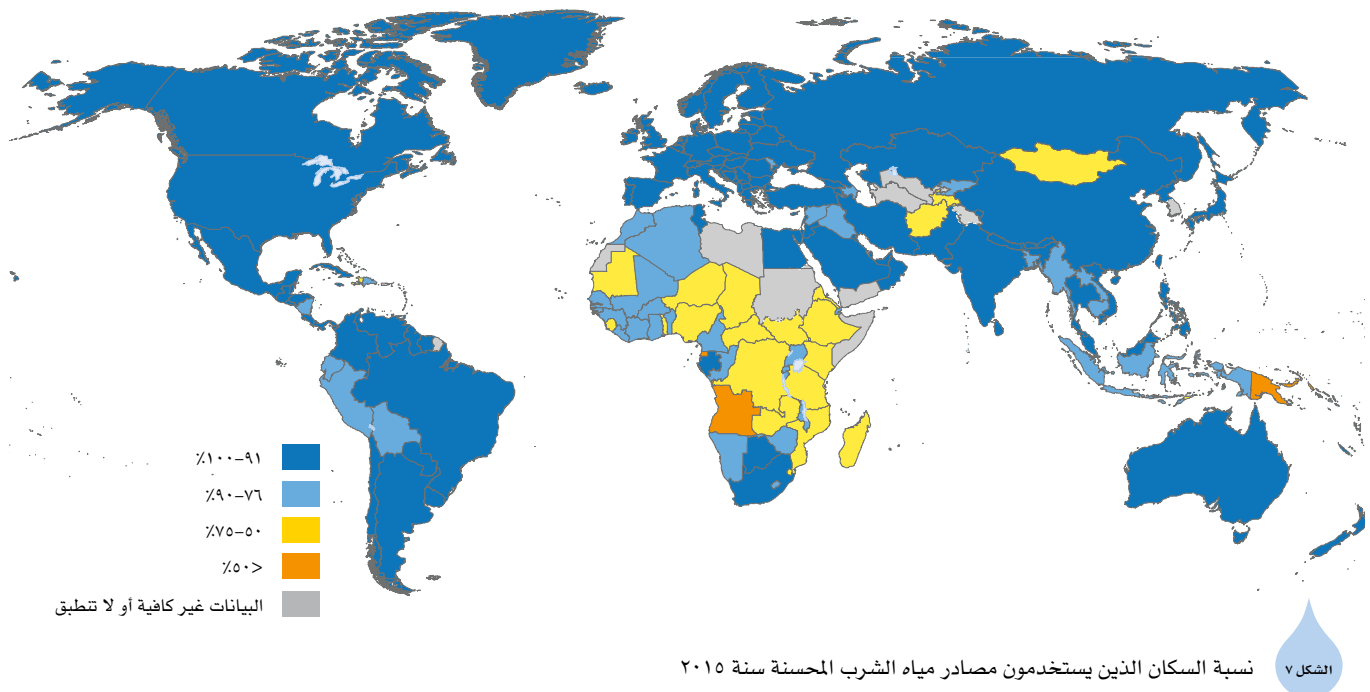 ٪١٠٠–٩١
٪٩٠–٧٦
٪٧٥–٥٠
٪٥٠>
البيانات غير كافية أو لا تنطبق
الشكل ٧
نسبة السكان الذين يستخدمون مصادر مياه الشرب المحسنة سنة ٢٠١٥